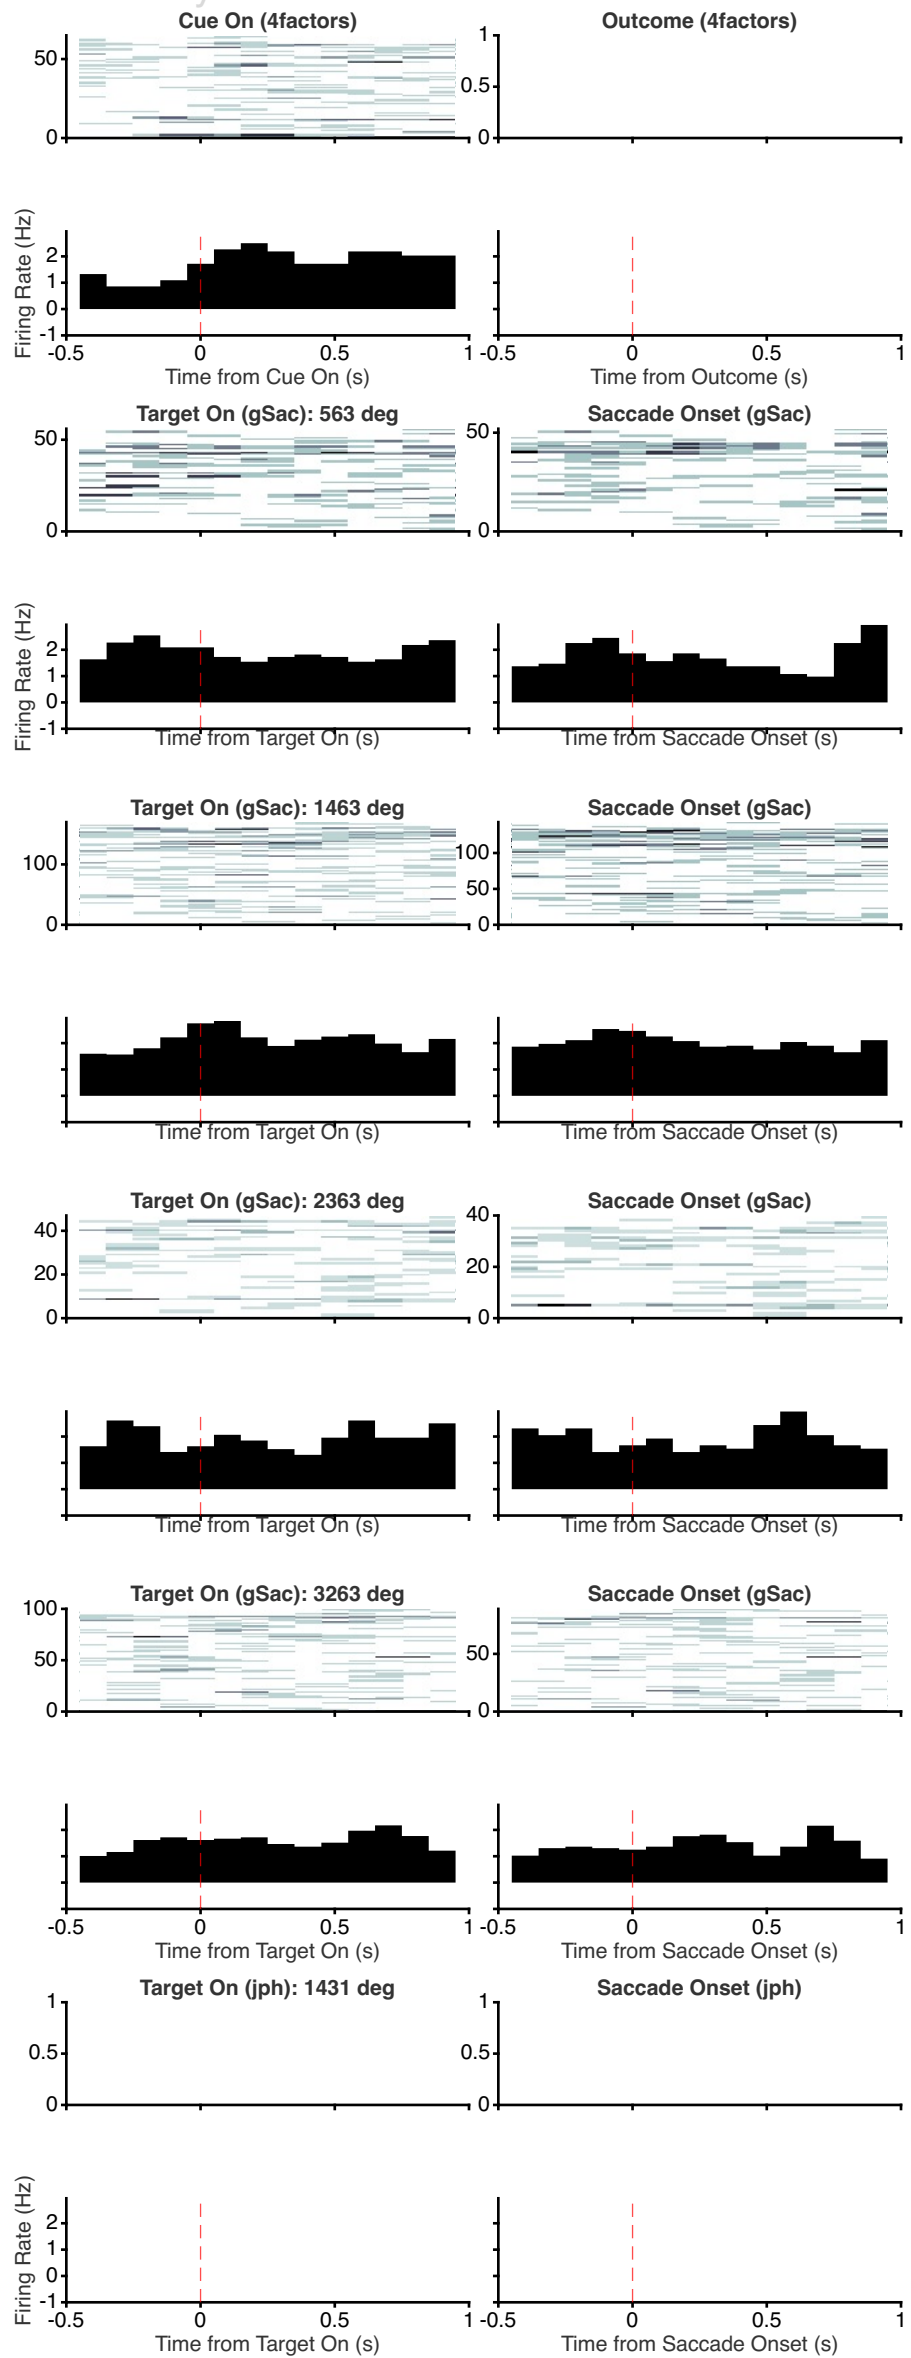 Cue On (4factors) Outcome (4factors)
50 1
0.5
0 0
Firing Rate (Hz)
2
1
0
-1
-0.5 0 0.5 1 -0.5 0 0.5 1
Time from Cue On (s) Time from Outcome (s)
Target On (gSac): 563 deg Saccade Onset (gSac)
50 50
0 0
Firing Rate (Hz)
2
1
0
-1
Time from Target On (s) Time from Saccade Onset (s)
Target On (gSac): 1463 deg Saccade Onset (gSac)
100 100
50
0 0
Time from Target On (s) Time from Saccade Onset (s)
Target On (gSac): 2363 deg Saccade Onset (gSac)
40 40
20 20
0 0
Time from Target On (s) Time from Saccade Onset (s)
Target On (gSac): 3263 deg Saccade Onset (gSac)
100
50 50
0 0
-0.5 0 0.5 1 -0.5 0 0.5 1
Time from Target On (s) Time from Saccade Onset (s)
Target On (jph): 1431 deg Saccade Onset (jph)
1 1
0.5 0.5
0 0
Firing Rate (Hz)
2
1
0
-1
-0.5 0 0.5 1 -0.5 0 0.5 1
Time from Target On (s) Time from Saccade Onset (s)